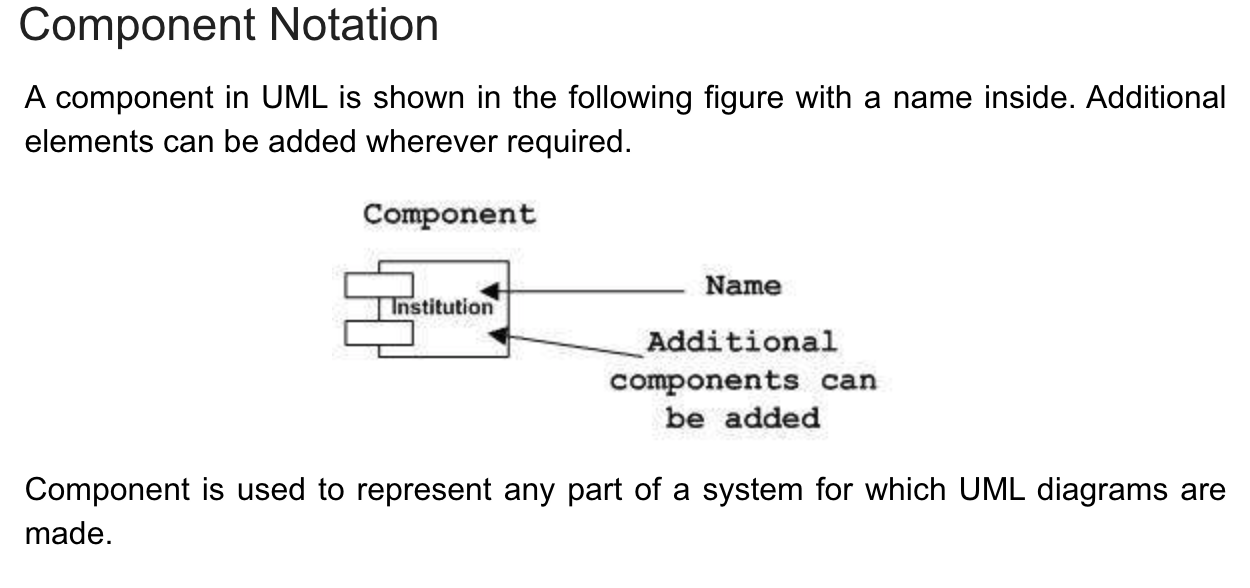 Component Notation
A component in UML is shown in the following figure with a name inside. Additional
elements can be added wherever required.
Component
Name
Institution
Additional
components can
be added
Component is used to represent any part of a system for which UML diagrams are
made.